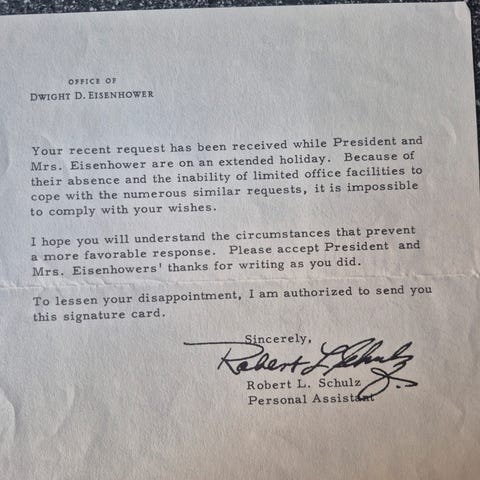 OFFICE OF
DWIGHT D. EISENHOWER
Your recent request has been received while President and
Mrs. Eisenhower are on an extended holiday. Because of
their absence and the inability of limited office facilities to
cope with the numerous similar requests, it is impossible
to comply with your wishes.
I hope you will understand the circumstances that prevent
a more favorable response. Please accept President and
Mrs. Eisenhowers' thanks for writing as you did.
To lessen your disappointment, I am authorized to send you
this signature card.
Sincerely,
Robert L Schulz
Robert L. Schulz
Personal Assistant